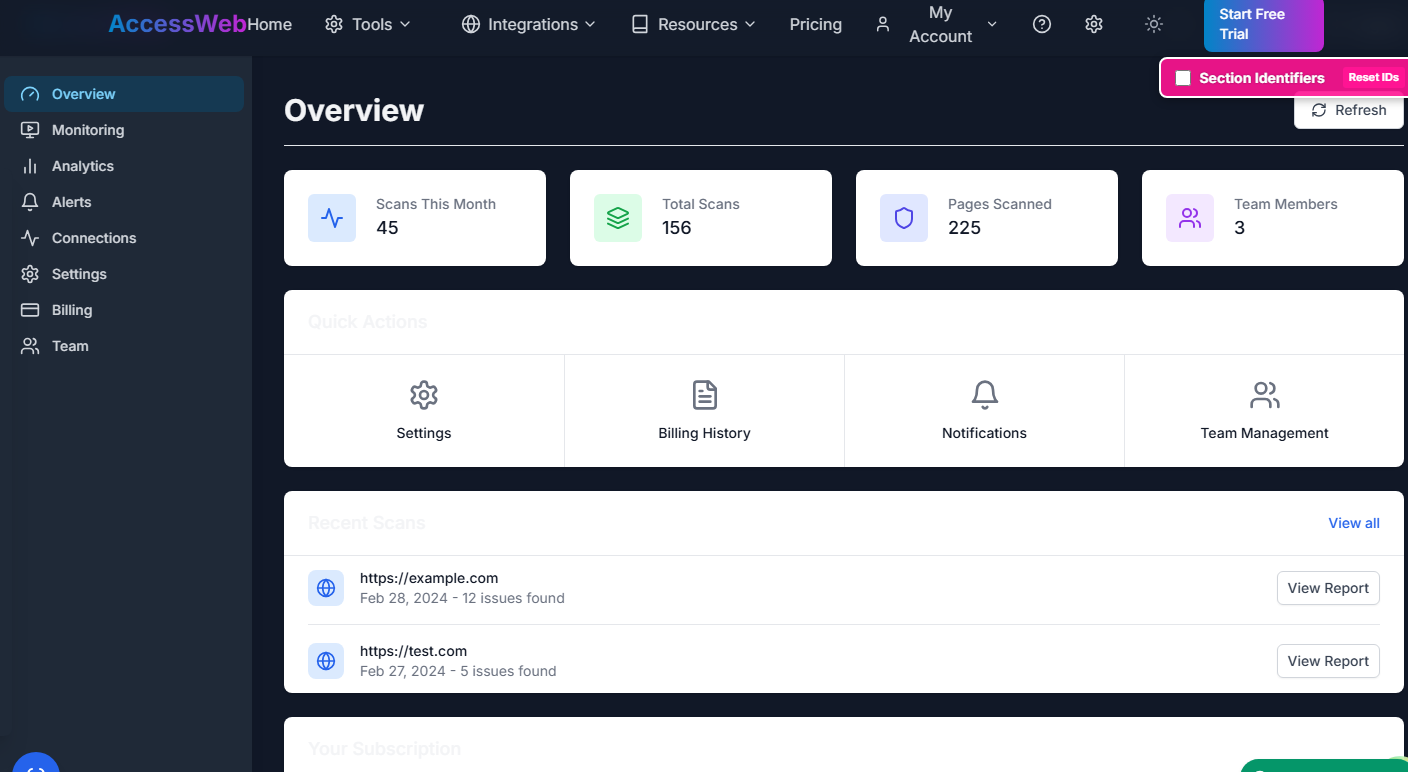 AccessWeb
Home
Tools
Integrations
Resources
Pricing
My
Account
Start Free
Trial
Section Identifiers
Reset IDs
Overview
Monitoring
Analytics
Alerts
Connections
Settings
Billing
Team
Overview
Refresh
Scans This Month
45
Total Scans
156
Pages Scanned
225
Team Members
3
Quick Actions
Settings
Billing History
Notifications
Team Management
Recent Scans
View all
https://example.com
Feb 28, 2024 - 12 issues found
View Report
https://test.com
Feb 27, 2024 - 5 issues found
View Report
Your Subscription